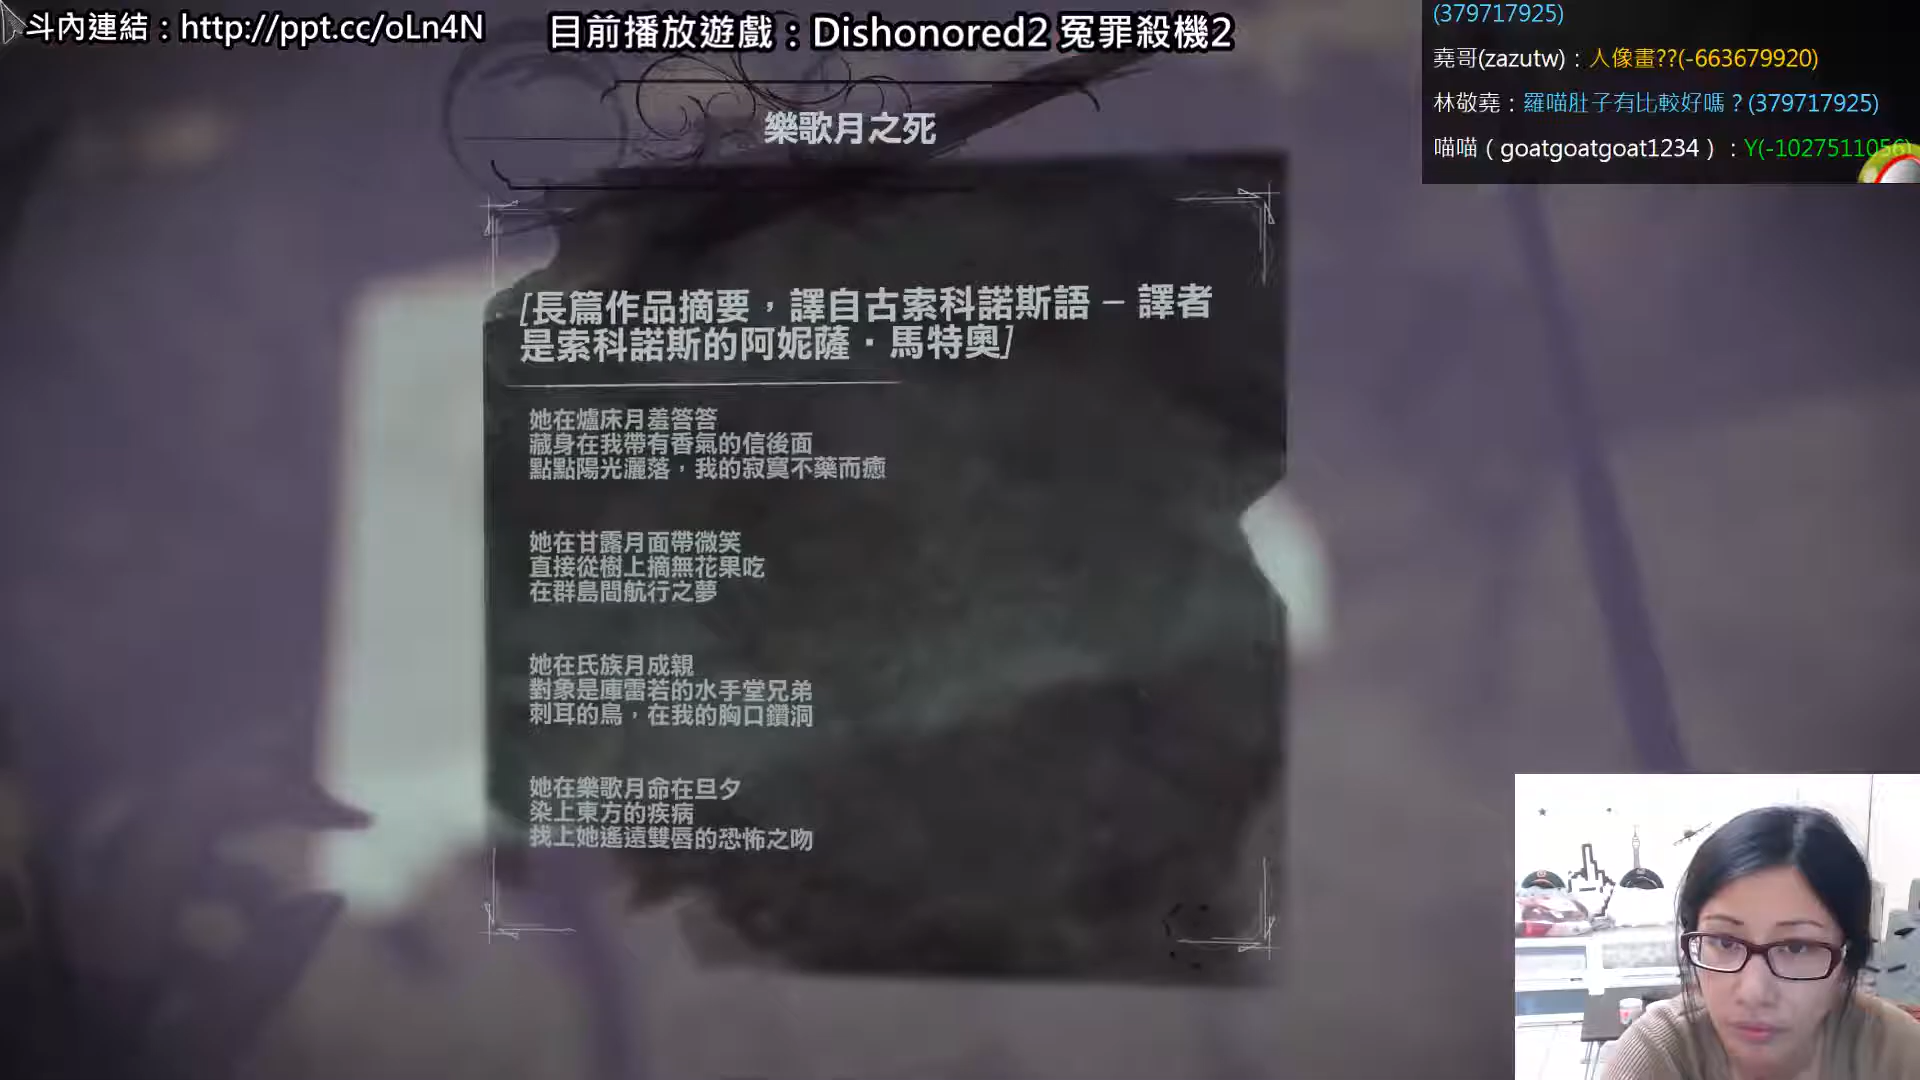 斗內連結：http://ppt.cc/oLn4N
目前播放遊戲：Dishonored2 冤罪殺機2
(379717925)
堯哥(zazutw)：人像畫??(-663679920)
林敬堯：羅喵肚子有比較好嗎？(379717925)
喵喵（goatgoatgoat1234）：Y(-1027511056)
樂歌月之死
[長篇作品摘要，譯自古索科諾斯語 – 譯者
是索科諾斯的阿妮薩·馬特奧]
她在爐床月羞答答
藏身在我帶有香氣的信後面
點點陽光灑落，我的寂寞不藥而癒
她在甘露月面帶微笑
直接從樹上摘無花果吃
在群島間航行之夢
她在氏族月成親
對象是庫雷若的水手堂兄弟
刺耳的鳥，在我的胸口鑽洞
她在樂歌月命在旦夕
染上東方的疾病
找上她遙遠雙唇的恐怖之吻